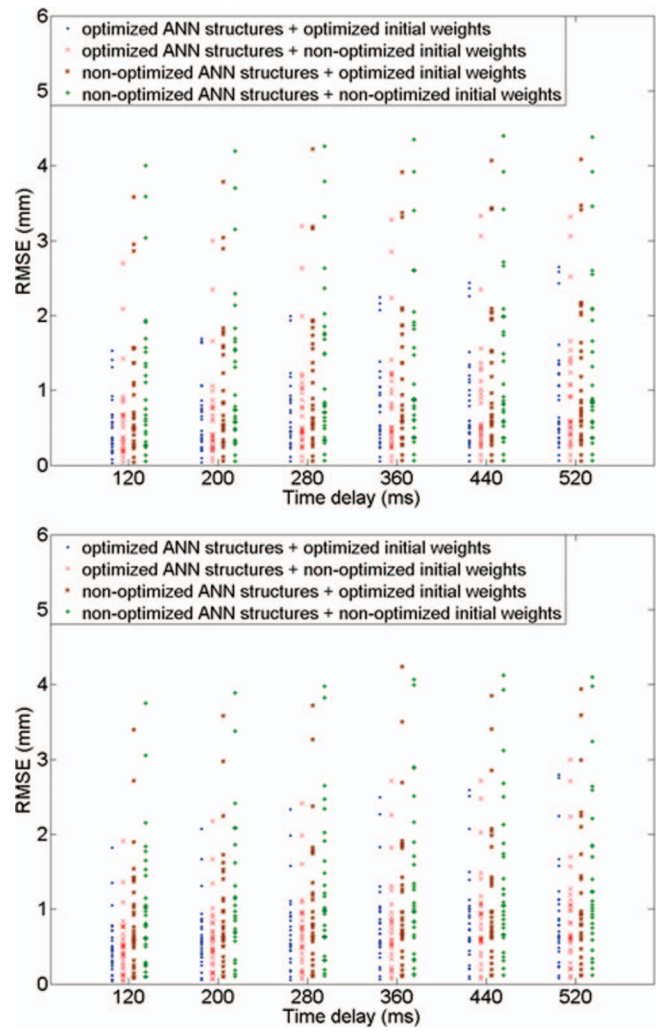 6
optimized ANN structures + optimized initial weights
optimized ANN structures + non-optimized initial weights
non-optimized ANN structures + optimized initial weights
non-optimized ANN structures + non-optimized initial weights
5
4
3
2
1
0
RMSE (mm)
120 200 280 360 440 520
Time delay (ms)
6
optimized ANN structures + optimized initial weights
optimized ANN structures + non-optimized initial weights
non-optimized ANN structures + optimized initial weights
non-optimized ANN structures + non-optimized initial weights
5
4
3
2
1
0
RMSE (mm)
120 200 280 360 440 520
Time delay (ms)